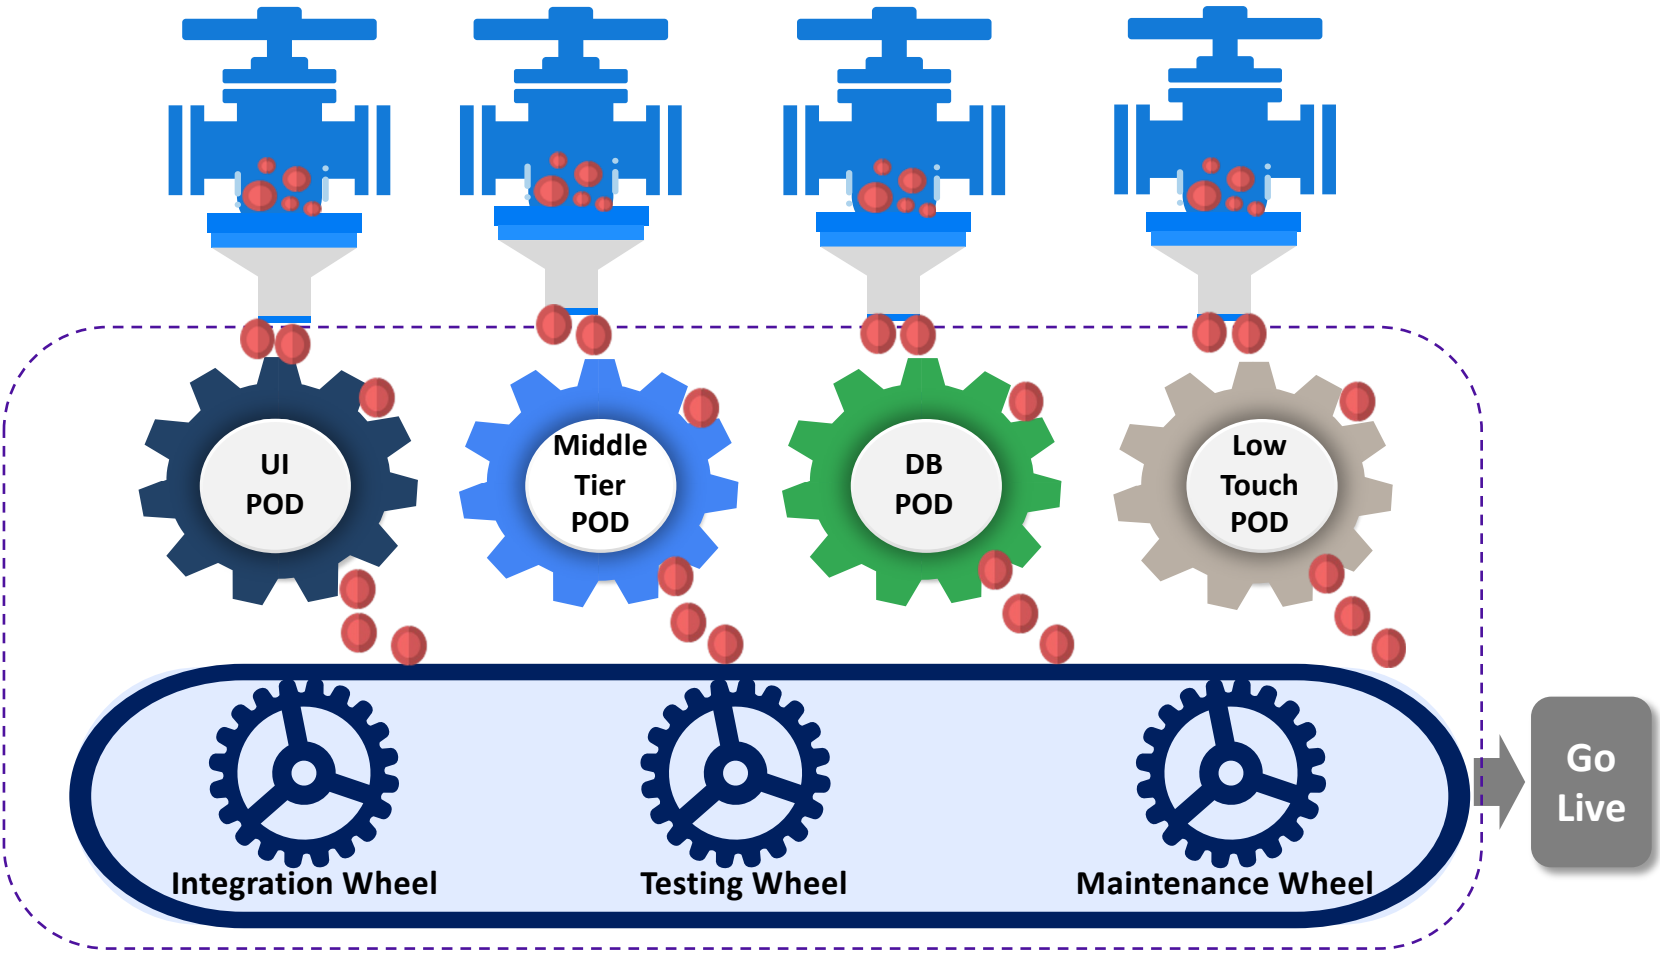 UI
POD
Middle
Tier
POD
DB
POD
Low
Touch
POD
Integration Wheel
Testing Wheel
Maintenance Wheel
Go
Live